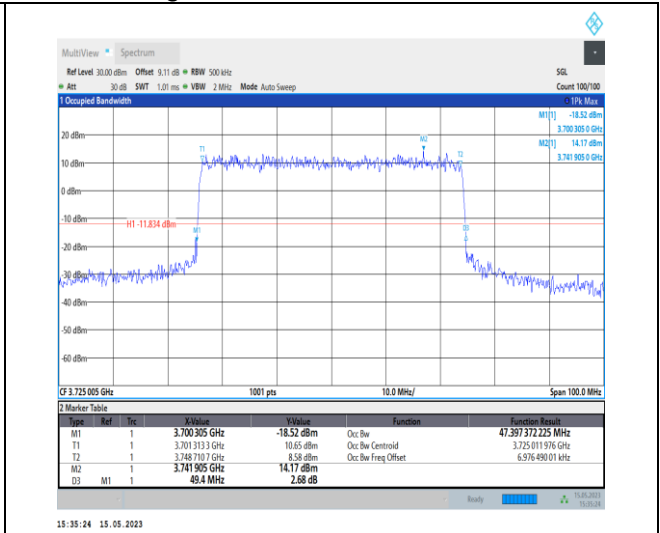 MultiView Spectrum
Ref Level 30.00 dBm Offset 9.11 dB RBW 500 kHz SGL
Att 30 dB SWT 1.01 ms VBW 2 MHz Mode Auto Sweep Count 100/100
1 Occupied Bandwidth 1Pk Max
M1[1] -18.52 dBm
3.700 305 0 GHz
M2[1] 14.17 dBm
3.741 905 0 GHz
20 dBm
M2
T1
T2
10 dBm
0 dBm
-10 dBm
H1 -11.834 dBm
M1
D3
-20 dBm
-30 dBm
-40 dBm
-50 dBm
-60 dBm
CF 3.725 005 GHz 1001 pts 10.0 MHz/ Span 100.0 MHz
2 Marker Table
Type Ref Trc X-Value Y-Value Function Function Result
M1 1 3.700305 GHz -18.52 dBm Occ Bw 47.397 372 225 MHz
T1 1 3.701 313 3 GHz 10.65 dBm Occ Bw Centroid 3.725 011 976 GHz
T2 1 3.748 710 7 GHz 8.58 dBm Occ Bw Freq Offset 6.976 490 01 kHz
M2 1 3.741905 GHz 14.17 dBm
D3 M1 1 49.4 MHz 2.68 dB
Ready 15.05.2023
15:35:24
15:35:24 15.05.2023